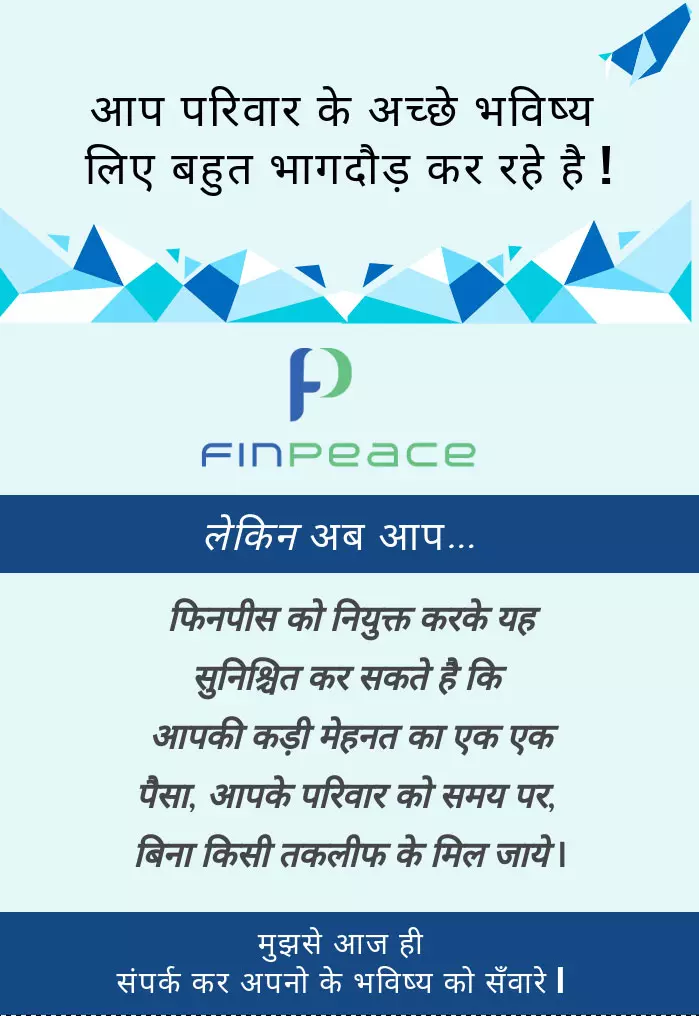 आप परिवार के अच्छे भविष्य
लिए बहुत भागदौड़ कर रहे है !
FINPEACE
लेकिन अब आप...
फिनपीस को नियुक्त करके यह
सुनिश्चित कर सकते है कि
आपकी कड़ी मेहनत का एक एक
पैसा, आपके परिवार को समय पर,
बिना किसी तकलीफ के मिल जाये।
मुझसे आज ही
संपर्क कर अपनो के भविष्य को सँवारे।